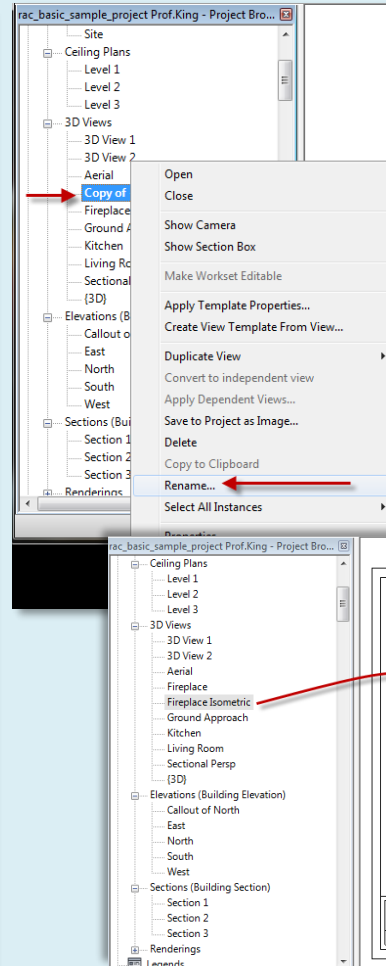 rac_basic_sample_project Prof.King - Project Bro...
Site
Ceiling Plans
Level 1
Level 2
Level 3
3D Views
3D View 1
3D View 2
Aerial
Copy of
Fireplace
Ground A
Kitchen
Living Ro
Sectional
{3D}
Elevations (B
Callout o
East
North
South
West
Sections (Bui
Section 1
Section 2
Section 3
Renderings
Open
Close
Show Camera
Show Section Box
Make Workset Editable
Apply Template Properties...
Create View Template From View...
Duplicate View
Convert to independent view
Apply Dependent Views...
Save to Project as Image...
Delete
Copy to Clipboard
Rename...
Select All Instances
Properties
rac_basic_sample_project Prof.King - Project Bro...
Ceiling Plans
Level 1
Level 2
Level 3
3D Views
3D View 1
3D View 2
Aerial
Fireplace
Fireplace Isometric
Ground Approach
Kitchen
Living Room
Sectional Persp
{3D}
Elevations (Building Elevation)
Callout of North
East
North
South
West
Sections (Building Section)
Section 1
Section 2
Section 3
Renderings
Legends